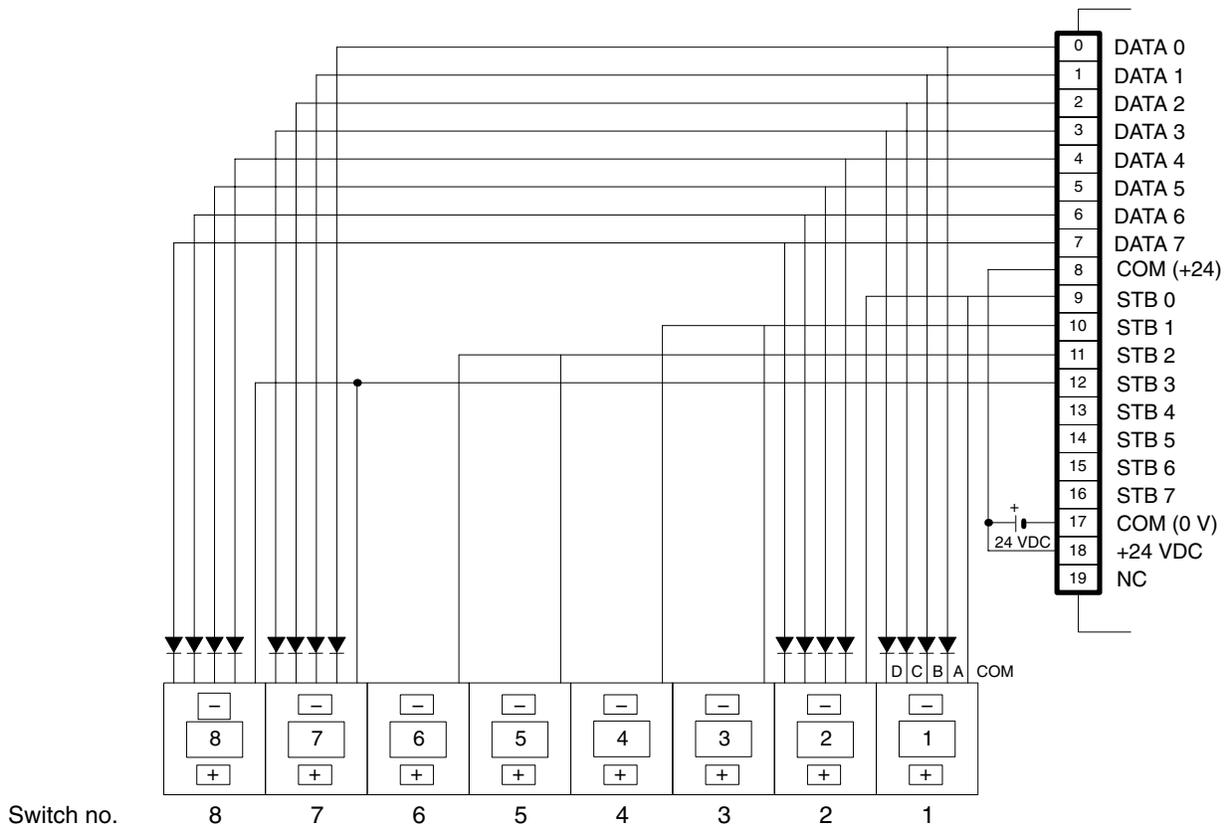 0 DATA 0
1 DATA 1
2 DATA 2
3 DATA 3
4 DATA 4
5 DATA 5
6 DATA 6
7 DATA 7
8 COM (+24)
9 STB 0
10 STB 1
11 STB 2
12 STB 3
13 STB 4
14 STB 5
15 STB 6
16 STB 7
+
17 COM (0 V)
24 VDC
18 +24 VDC
19 NC
D C B A COM
− − − − − − − −
8 7 6 5 4 3 2 1
+ + + + + + + +
Switch no. 8 7 6 5 4 3 2 1